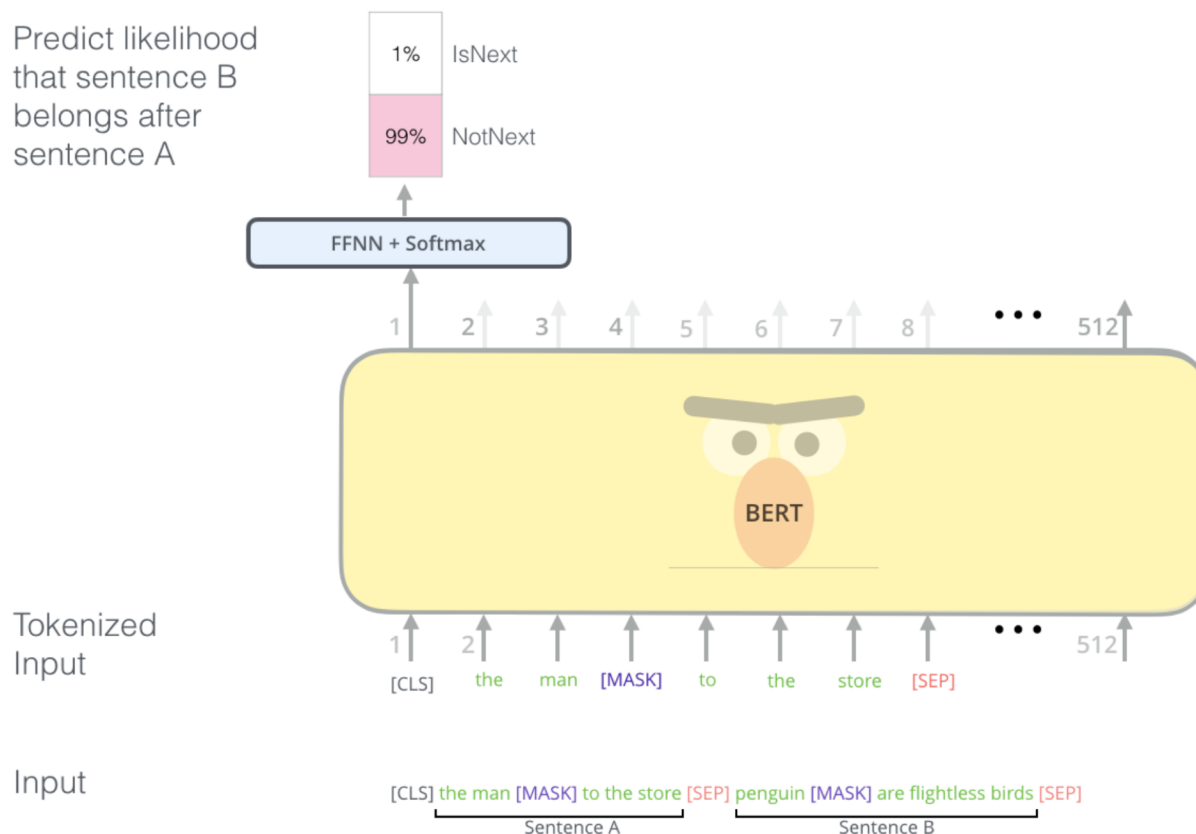 Predict likelihood
that sentence B
belongs after
sentence A
1% IsNext
99% NotNext
FFNN + Softmax
1 2 3 4 5 6 7 8 ••• 512
BERT
Tokenized
Input
1 2 ••• 512
[CLS] the man [MASK] to the store [SEP]
Input
[CLS] the man [MASK] to the store [SEP] penguin [MASK] are flightless birds [SEP]
Sentence A Sentence B